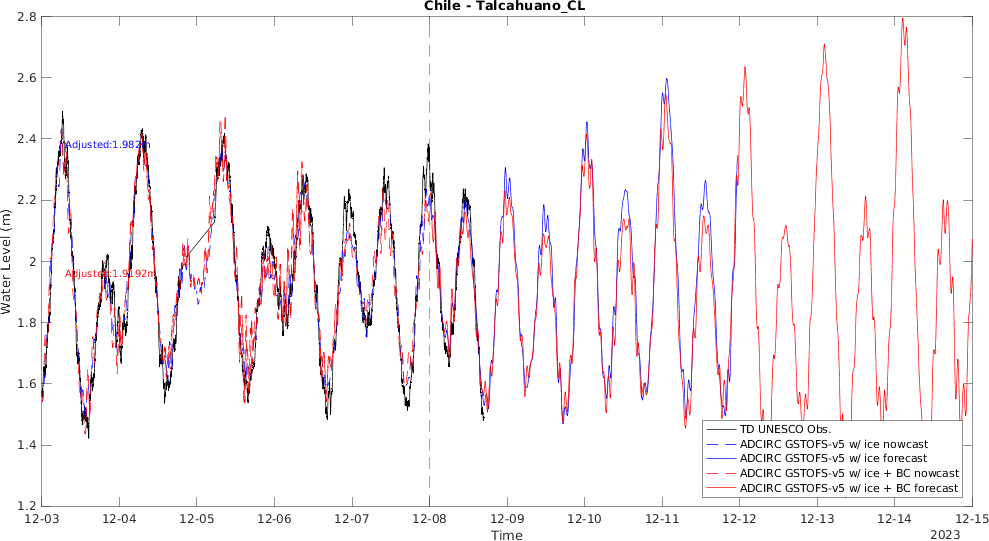 Chile - Talcahuano_CL
2.8
2.6
2.4
2.2
2
1.8
1.6
1.4
1.2
Water Level (m)
Adjusted:1.982m
Adjusted:1.9192m
TD UNESCO Obs.
ADCIRC GSTOFS-v5 w/ ice nowcast
ADCIRC GSTOFS-v5 w/ ice forecast
ADCIRC GSTOFS-v5 w/ ice + BC nowcast
ADCIRC GSTOFS-v5 w/ ice + BC forecast
12-03 12-04 12-05 12-06 12-07 12-08 12-09 12-10 12-11 12-12 12-13 12-14 12-15
Time
2023